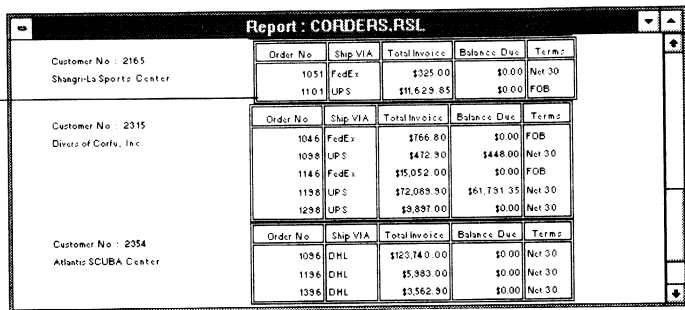 Report : CORDERS.RSL
Customer No : 2165
Shangri-La Sports Center
Order No Ship VIA Total Invoice Balance Due Terms
1051 FedEx $325.00 $0.00 Net 30
1101 UPS $11,629.85 $0.00 FOB
Customer No : 2315
Divers of Corfu, Inc.
Order No Ship VIA Total Invoice Balance Due Terms
1046 FedEx $766.80 $0.00 FOB
1098 UPS $472.90 $448.00 Net 30
1146 FedEx $15,052.00 $0.00 FOB
1198 UPS $72,089.90 $61,791.35 Net 30
1298 UPS $9,897.00 $0.00 Net 30
Customer No : 2354
Atlantis SCUBA Center
Order No Ship VIA Total Invoice Balance Due Terms
1096 DHL $123,740.00 $0.00 Net 30
1196 DHL $5,983.00 $0.00 Net 30
1396 DHL $3,562.90 $0.00 Net 30